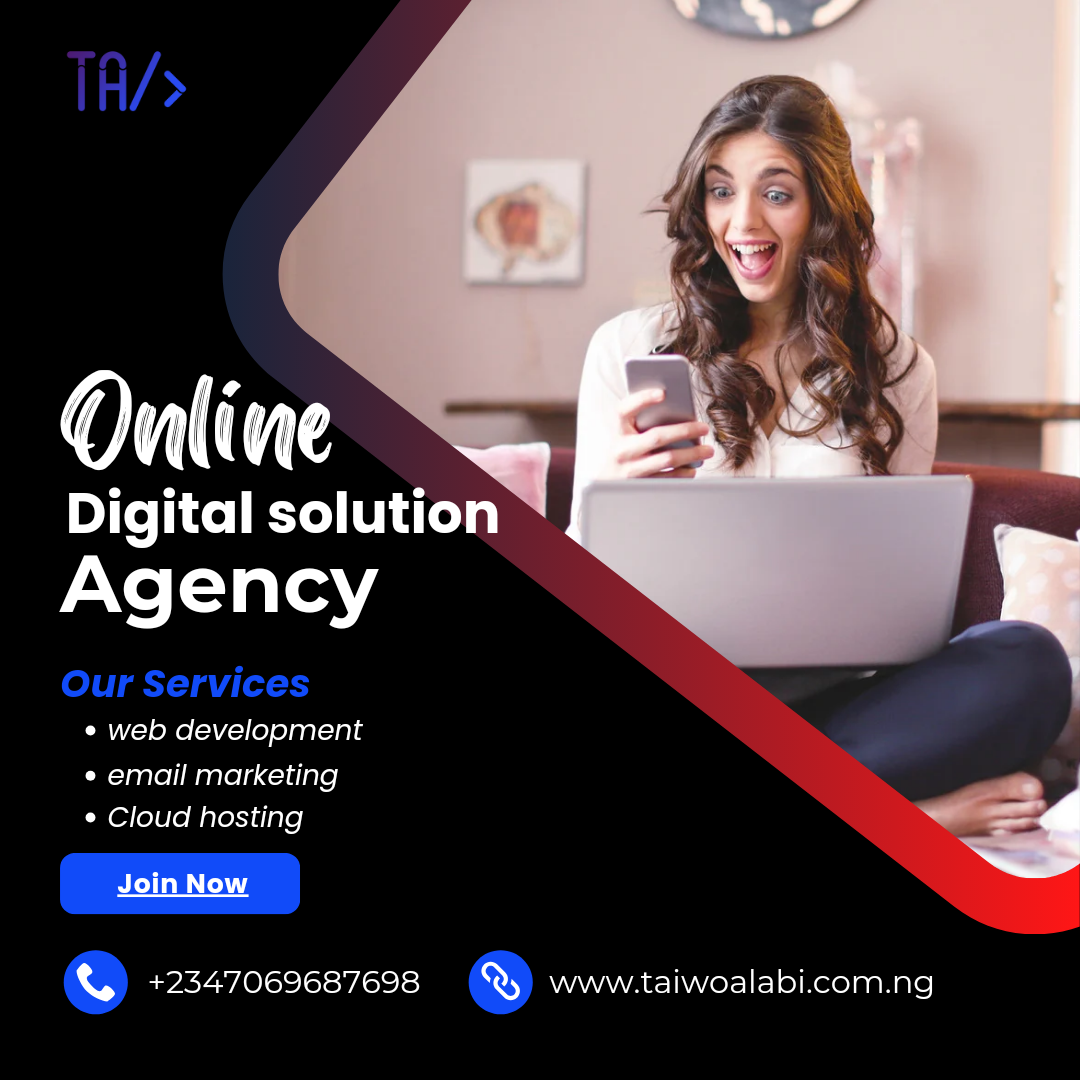 TA/>
Online
Digital solution
Agency
Our Services
• web development
• email marketing
• Cloud hosting
Join Now
+2347069687698
www.taiwoalabi.com.ng